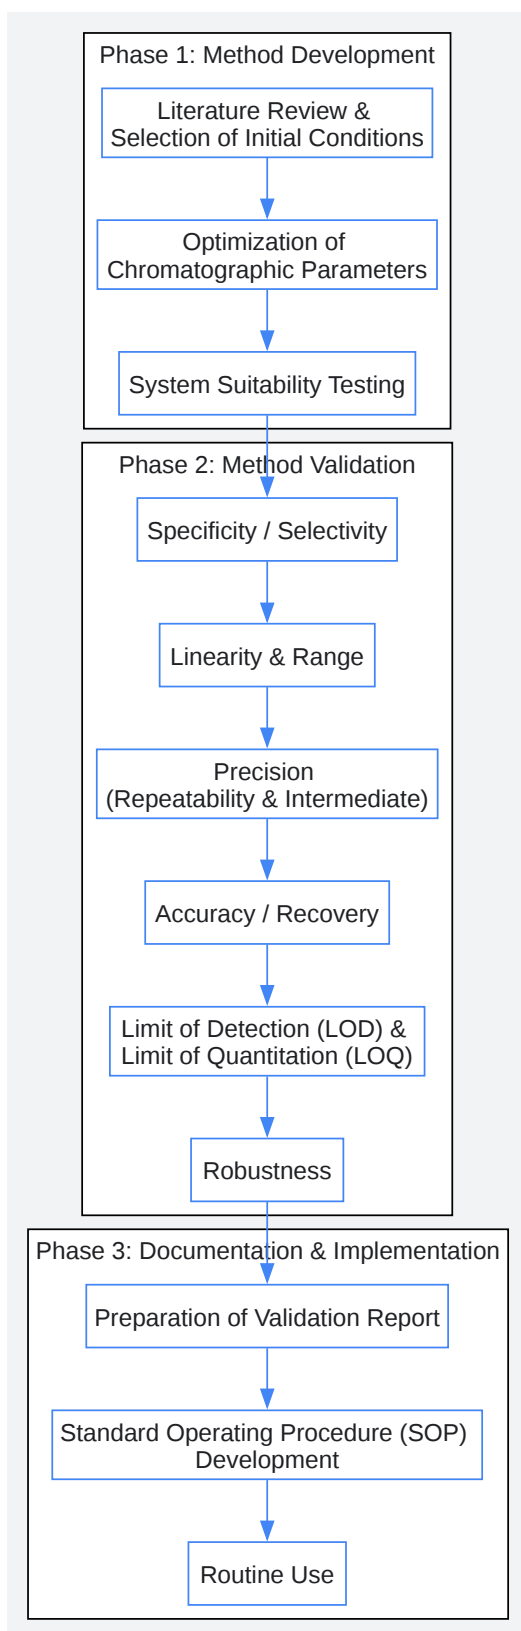 Phase 1: Method Development
Literature Review &
Selection of Initial Conditions
Optimization of
Chromatographic Parameters
System Suitability Testing
Phase 2: Method Validation
Specificity / Selectivity
Linearity & Range
Precision
(Repeatability & Intermediate)
Accuracy / Recovery
Limit of Detection (LOD) &
Limit of Quantitation (LOQ)
Robustness
Phase 3: Documentation & Implementation
Preparation of Validation Report
Standard Operating Procedure (SOP)
Development
Routine Use